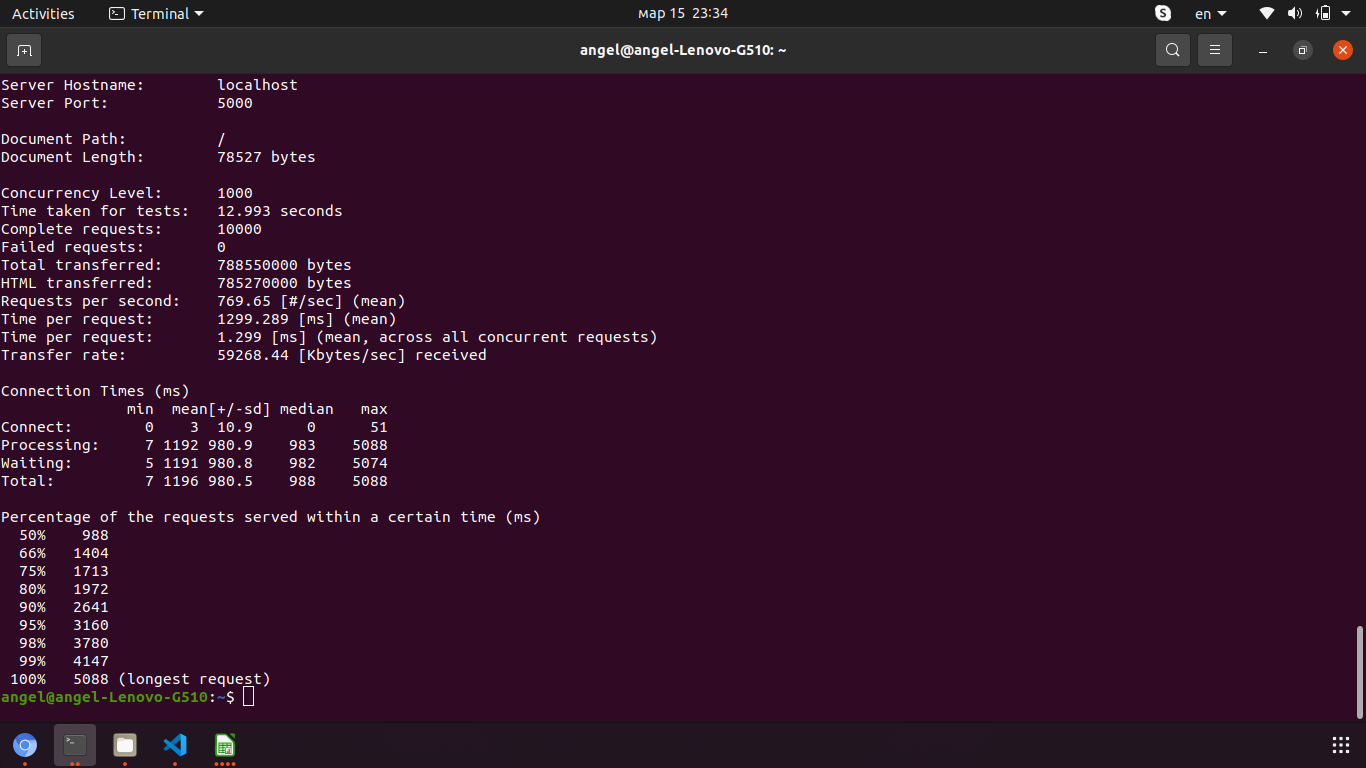 Activities Terminal мар 15 23:34 S en
angel@angel-Lenovo-G510: ~
Server Hostname:        localhost
Server Port:            5000
Document Path:          /
Document Length:        78527 bytes
Concurrency Level:      1000
Time taken for tests:   12.993 seconds
Complete requests:      10000
Failed requests:        0
Total transferred:      788550000 bytes
HTML transferred:       785270000 bytes
Requests per second:    769.65 [#/sec] (mean)
Time per request:       1299.289 [ms] (mean)
Time per request:       1.299 [ms] (mean, across all concurrent requests)
Transfer rate:          59268.44 [Kbytes/sec] received
Connection Times (ms)
              min  mean[+/-sd] median   max
Connect:        0    3  10.9      0      51
Processing:     7 1192 980.9    983    5088
Waiting:        5 1191 980.8    982    5074
Total:          7 1196 980.5    988    5088
Percentage of the requests served within a certain time (ms)
  50%    988
  66%   1404
  75%   1713
  80%   1972
  90%   2641
  95%   3160
  98%   3780
  99%   4147
 100%   5088 (longest request)
angel@angel-Lenovo-G510:~$